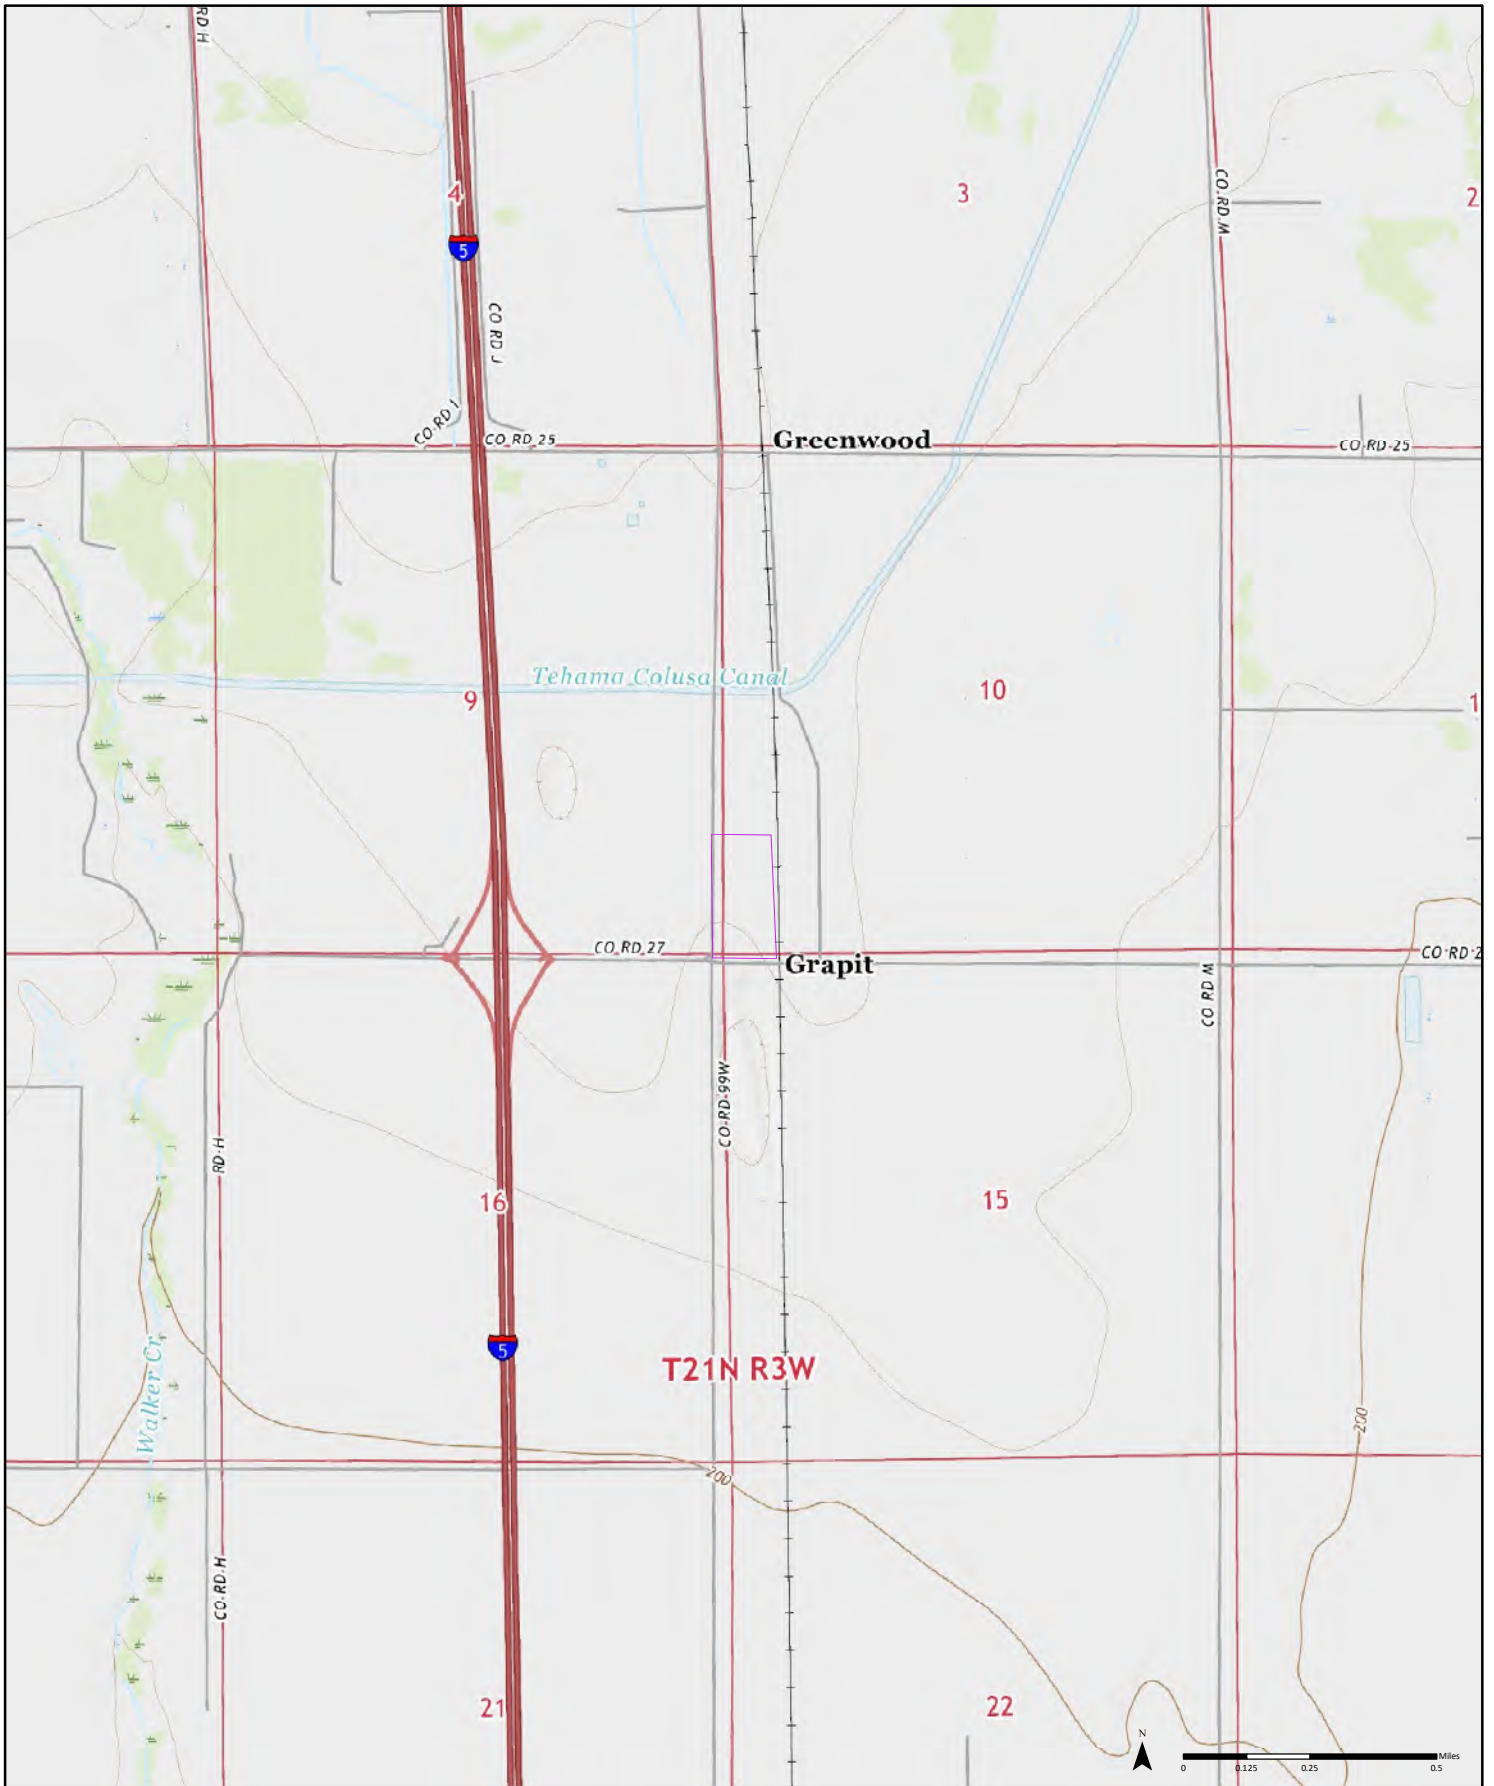 RD H
4
3
2
CO RD M
5
CO RD J
CO RD I
CO RD 25
Greenwood
CO RD 25
Tehama Colusa Canal
9
10
1
CO RD 27
Grapit
CO RD 2
CO RD M
CO RD 99W
RD H
16
15
5
T21N R3W
Walker Cr
200
200
CO RD H
21
22
N
Miles
0 0.125 0.25 0.5